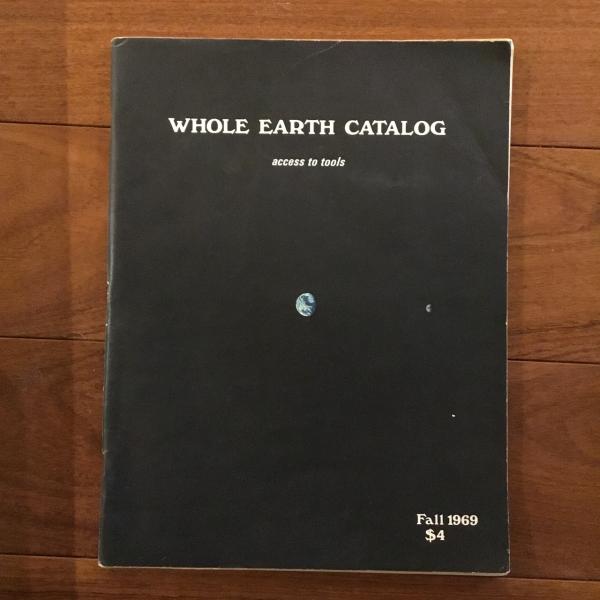 WHOLE EARTH CATALOG
access to tools
Fall 1969
$4